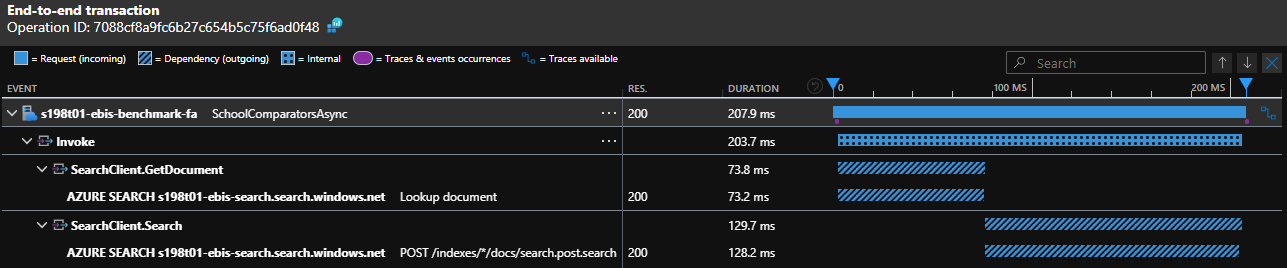 End-to-end transaction
Operation ID: 7088cf8a9fc6b27c654b5c75f6ad0f48
= Request (incoming) = Dependency (outgoing) = Internal = Traces & events occurrences = Traces available
Search
EVENT RES. DURATION 0 100 MS 200 MS
s198t01-ebis-benchmark-fa SchoolComparatorsAsync ... 200 207.9 ms
Invoke ... 203.7 ms
SearchClient.GetDocument 73.8 ms
AZURE SEARCH s198t01-ebis-search.search.windows.net Lookup document 200 73.2 ms
SearchClient.Search 129.7 ms
AZURE SEARCH s198t01-ebis-search.search.windows.net POST /indexes/*/docs/search.post.search 200 128.2 ms